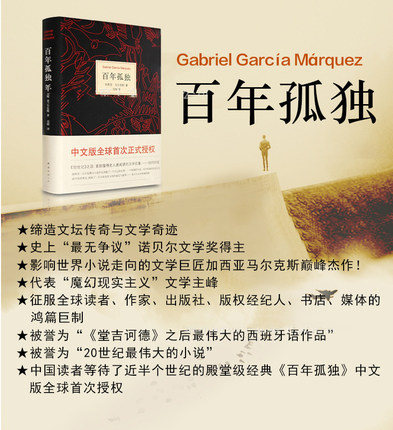 Gabriel García Márquez
百年孤独
百年孤独
中文版全球首次正式授权
★缔造文坛传奇与文学奇迹
★史上“最无争议”诺贝尔文学奖得主
★影响世界小说走向的文学巨匠加西亚马尔克斯巅峰杰作！
★代表“魔幻现实主义”文学主峰
★征服全球读者、作家、出版社、版权经纪人、书店、媒体的
鸿篇巨制
★被誉为“《堂吉诃德》之后最伟大的西班牙语作品”
★被誉为“20世纪最伟大的小说”
★中国读者等待了近半个世纪的殿堂级经典《百年孤独》中文
版全球首次授权